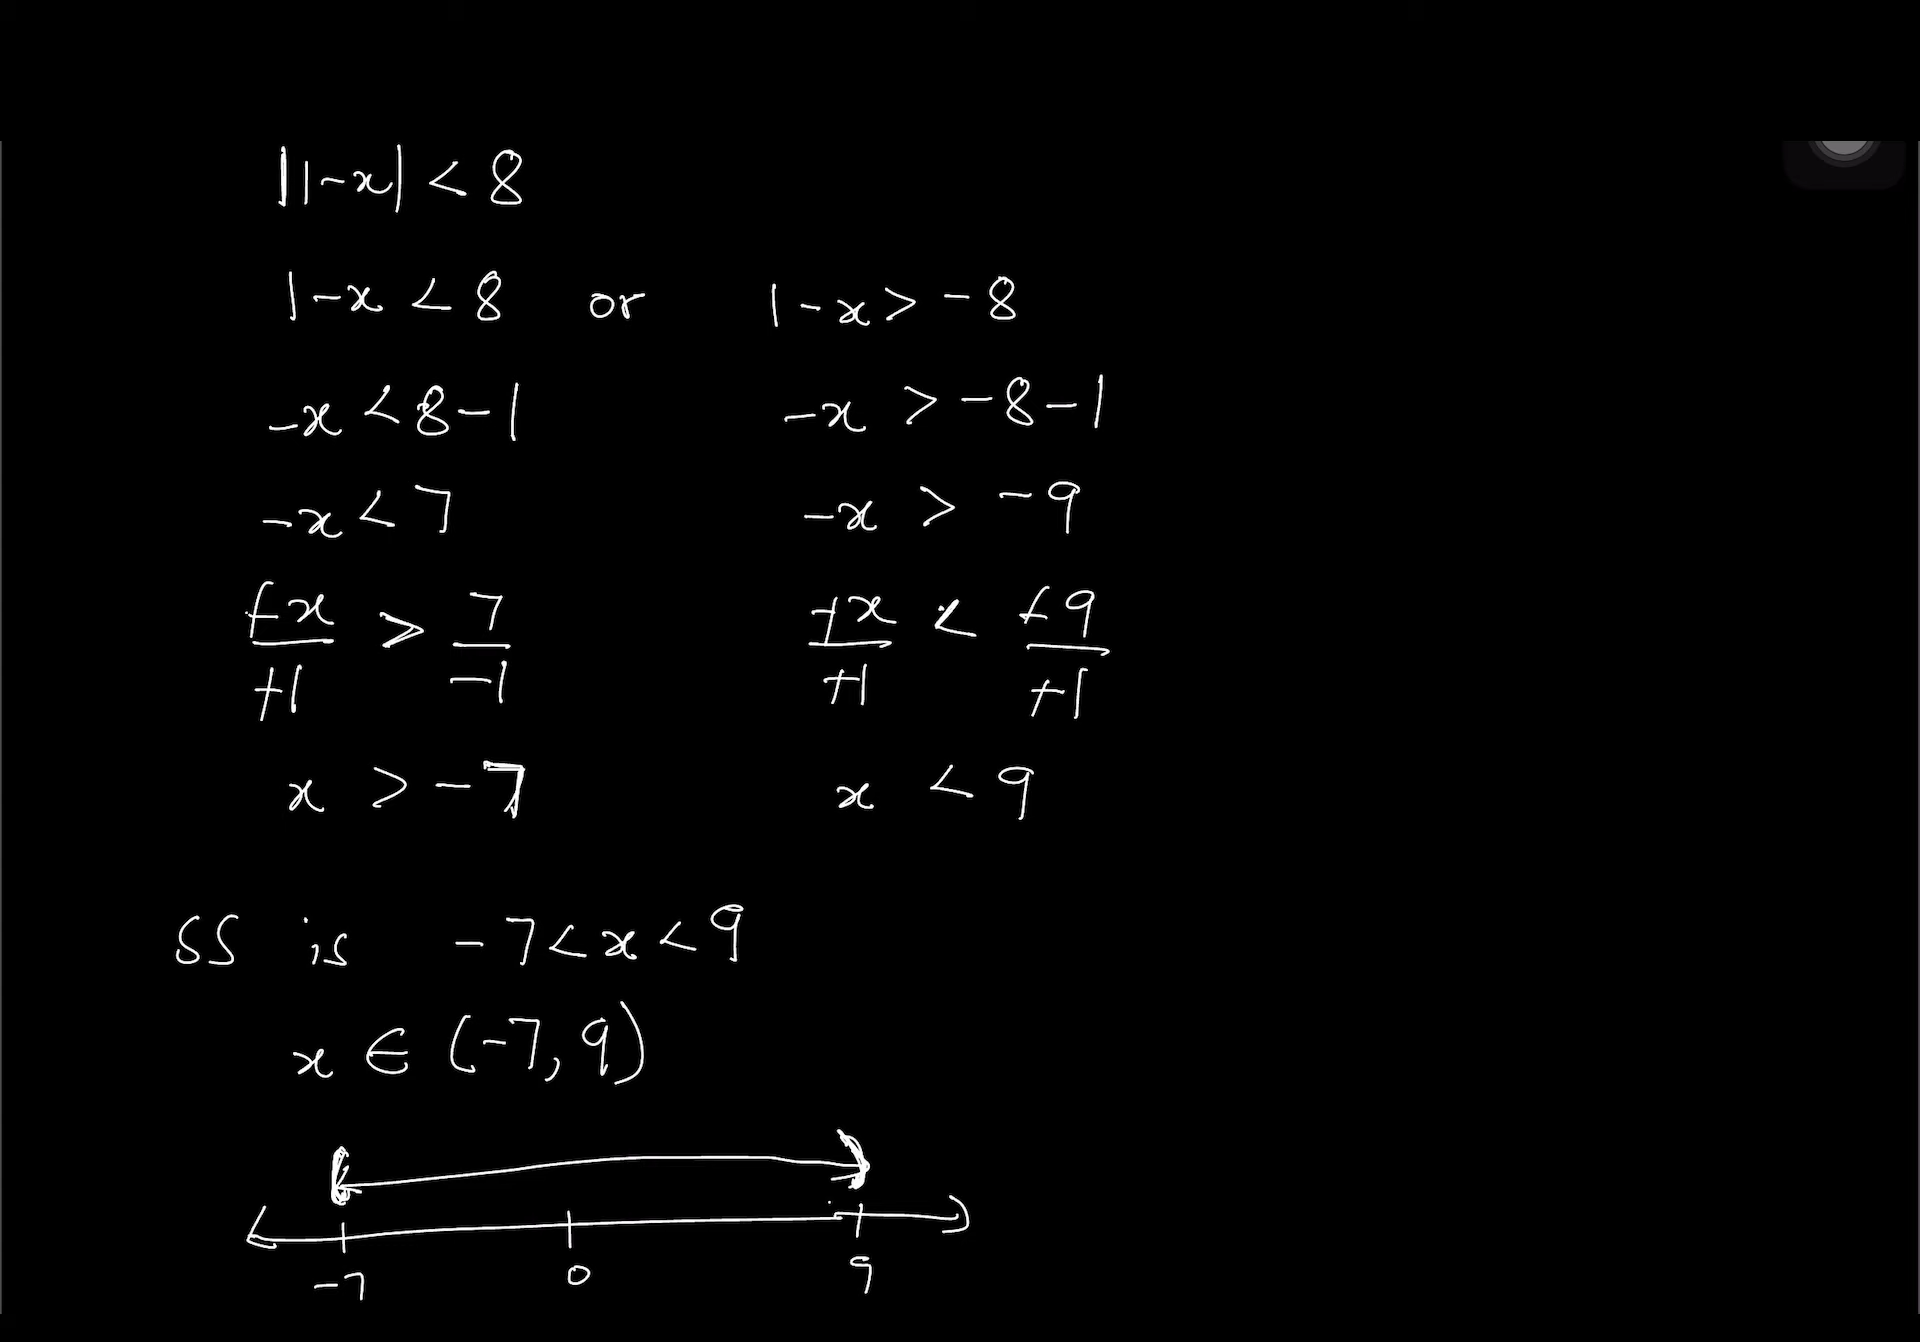 |1-x| < 8
1-x < 8 or 1-x > -8
-x < 8-1 -x > -8-1
-x < 7 -x > -9
+x/+1 > 7/-1 +x/+1 < +9/+1
x > -7 x < 9
SS is -7 < x < 9
x ∈ (-7, 9)
-7 0 9